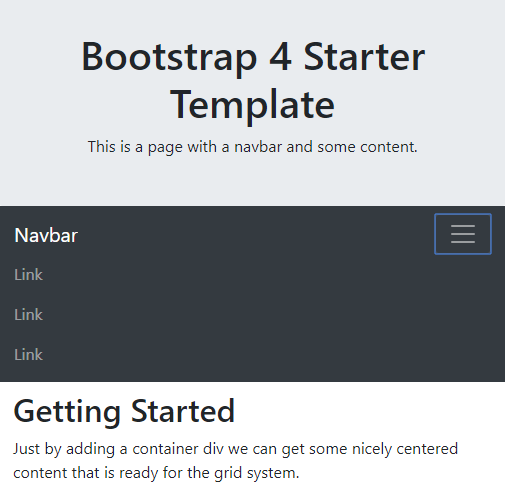 Bootstrap 4 Starter
Template
This is a page with a navbar and some content.
Navbar
Link
Link
Link
Getting Started
Just by adding a container div we can get some nicely centered
content that is ready for the grid system.